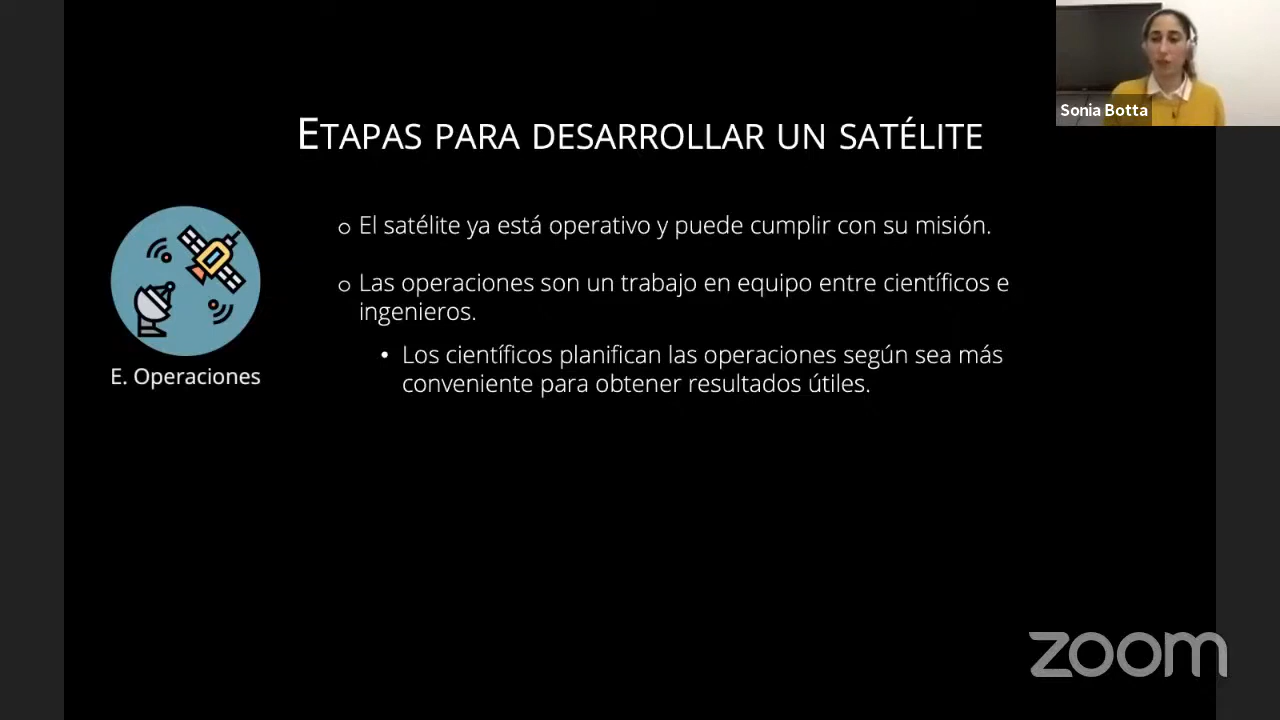 Sonia Botta
ETAPAS PARA DESARROLLAR UN SATÉLITE
o El satélite ya está operativo y puede cumplir con su misión.
o Las operaciones son un trabajo en equipo entre científicos e
ingenieros.
• Los científicos planifican las operaciones según sea más
conveniente para obtener resultados útiles.
E. Operaciones
zoom